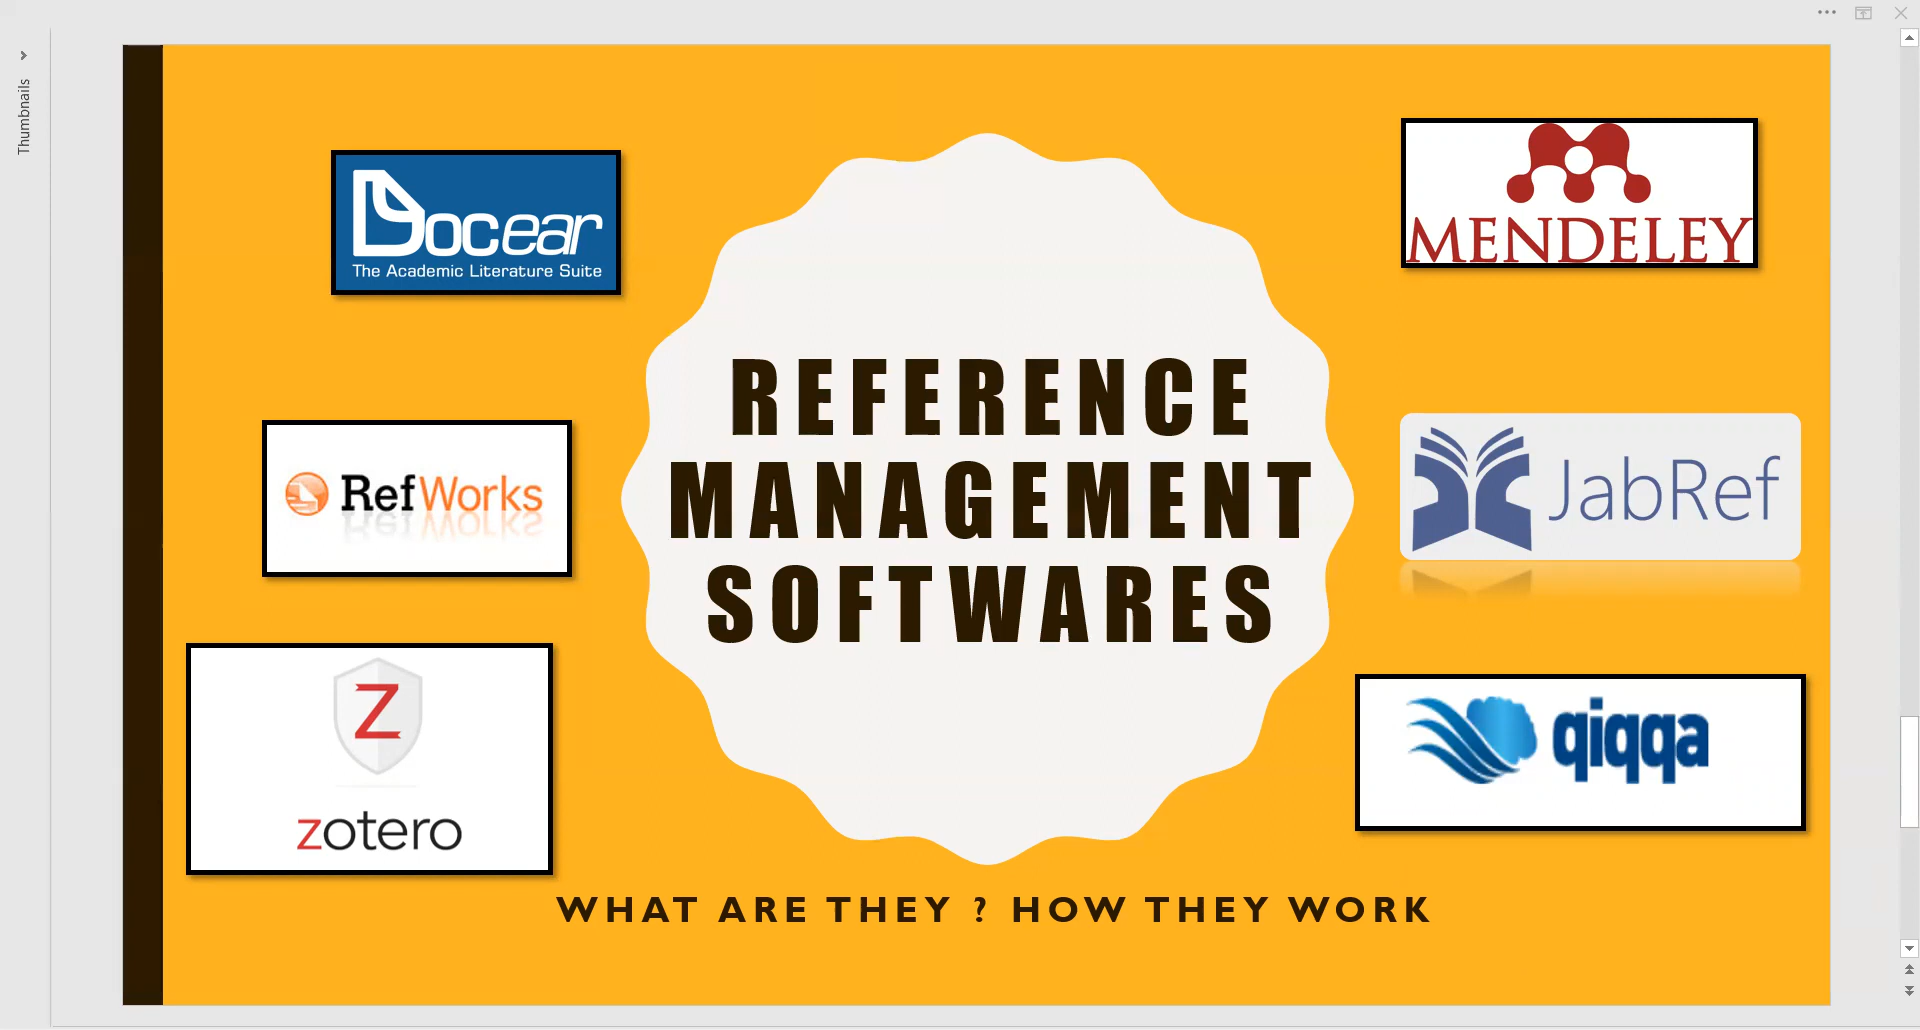 Thumbnails
Docear
The Academic Literature Suite
MENDELEY
REFERENCE
MANAGEMENT
SOFTWARES
RefWorks
JabRef
Z
zotero
qiqqa
WHAT ARE THEY ? HOW THEY WORK